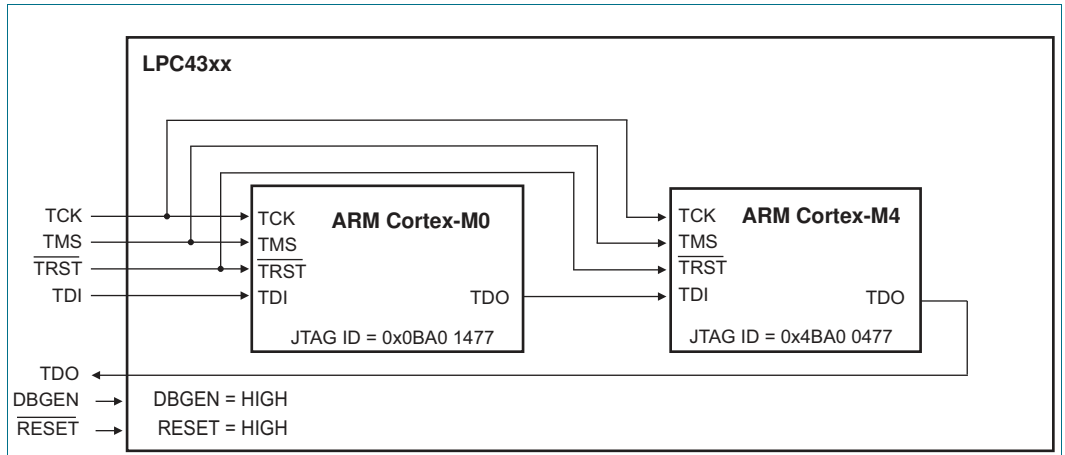 LPC43xx
TCK
TMS
TRST
TDI
TCK
TMS
TRST
TDI
ARM Cortex-M0
TDO
JTAG ID = 0x0BA0 1477
TCK
TMS
TRST
TDI
ARM Cortex-M4
TDO
JTAG ID = 0x4BA0 0477
TDO
DBGEN
RESET
DBGEN = HIGH
RESET = HIGH